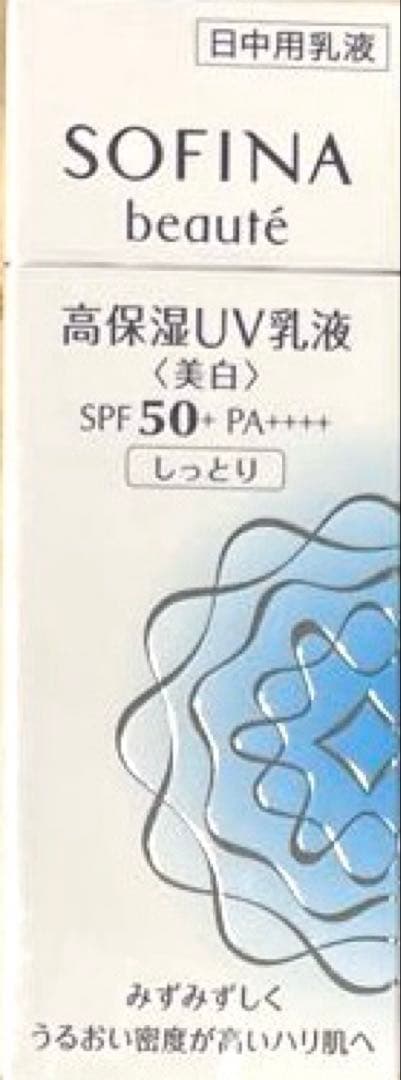 日中用乳液
SOFINA
beauté
高保湿UV乳液
〈美白〉
SPF 50+ PA++++
しっとり
みずみずしく
うるおい密度が高いハリ肌へ